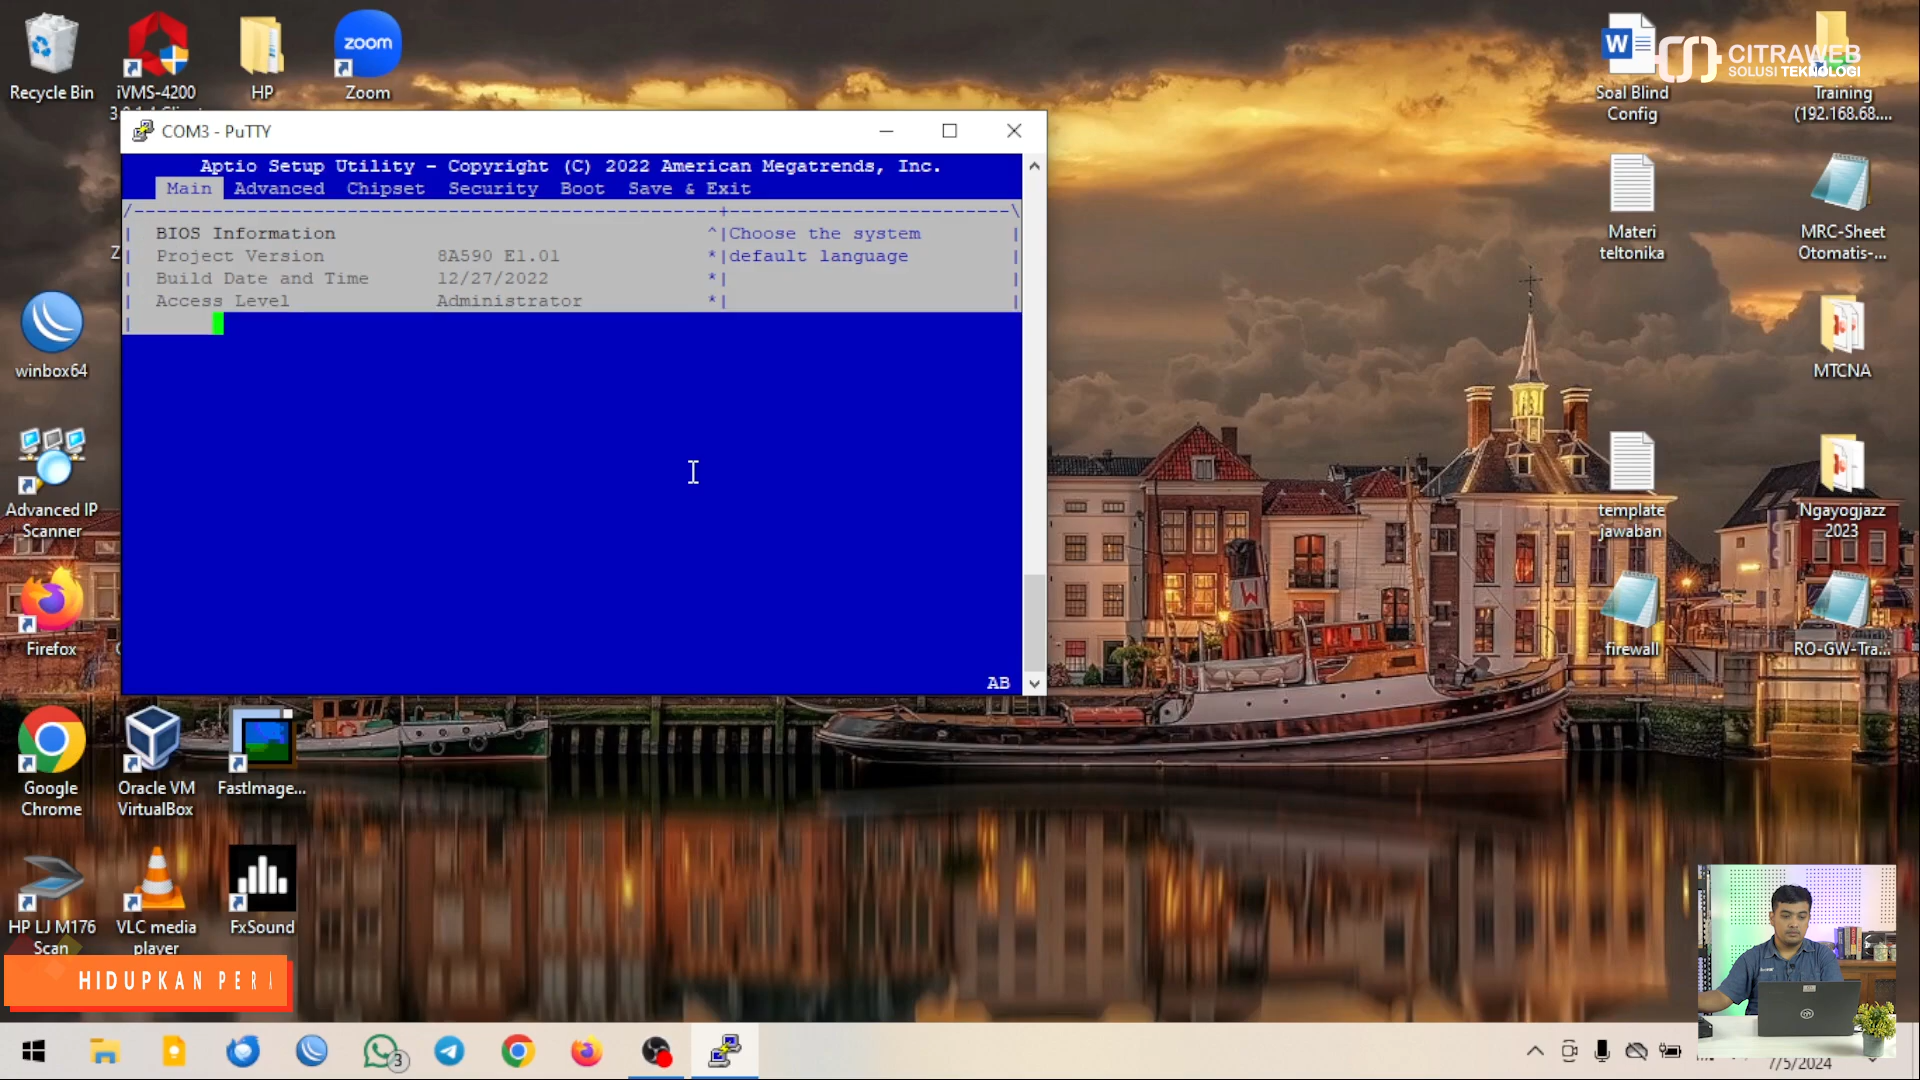 Recycle Bin
iVMS-4200
HP
Zoom
zoom
Soal Blind
Config
CITRAWEB
SOLUSI TEKNOLOGI
Training
(192.168.68....
COM3 - PuTTY
Aptio Setup Utility - Copyright (C) 2022 American Megatrends, Inc.
Main Advanced Chipset Security Boot Save & Exit
/----------------------------------------------------+-------------------------\
| BIOS Information ^|Choose the system |
| Project Version 8A590 E1.01 *|default language |
| Build Date and Time 12/27/2022 *| |
| Access Level Administrator *| |
|
AB
winbox64
Advanced IP
Scanner
Firefox
Google
Chrome
Oracle VM
VirtualBox
FastImage...
HP LJ M176
Scan
VLC media
player
FxSound
Materi
teltonika
MRC-Sheet
Otomatis-...
MTCNA
template
jawaban
Ngayogjazz
2023
firewall
RO-GW-Tra...
HIDUPKAN PERA
3
7/5/2024